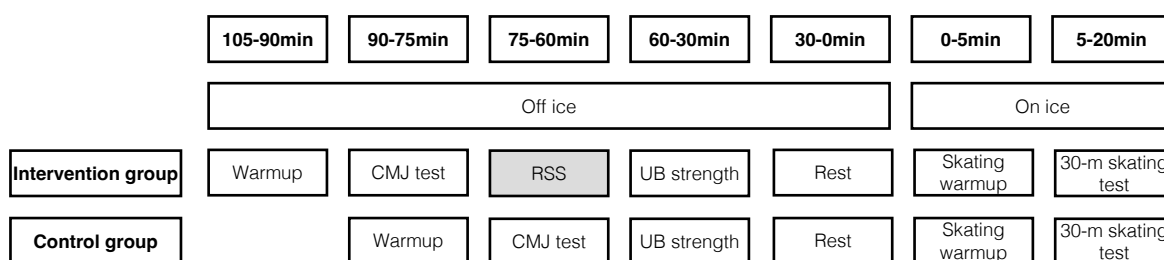 105-90min 90-75min 75-60min 60-30min 30-0min 0-5min 5-20min
Off ice On ice
Intervention group Warmup CMJ test RSS UB strength Rest Skating warmup 30-m skating test
Control group Warmup CMJ test UB strength Rest Skating warmup 30-m skating test